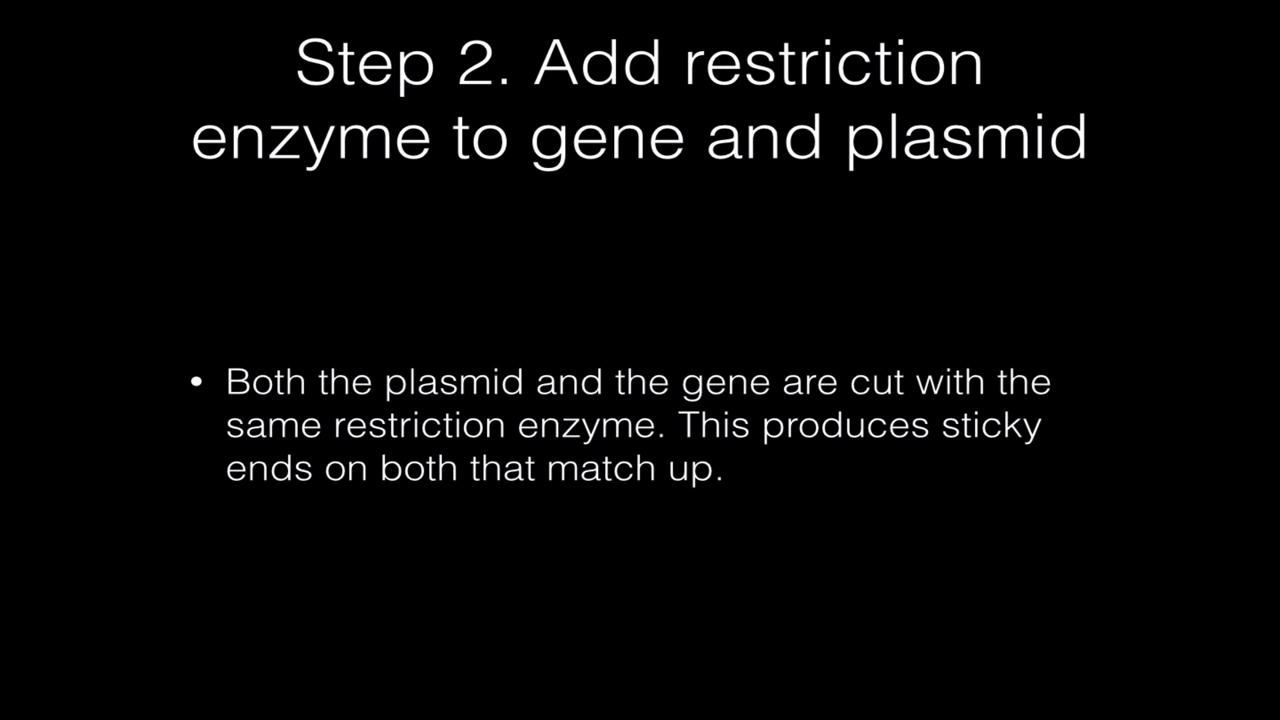 Step 2. Add restriction
enzyme to gene and plasmid
• Both the plasmid and the gene are cut with the
same restriction enzyme. This produces sticky
ends on both that match up.